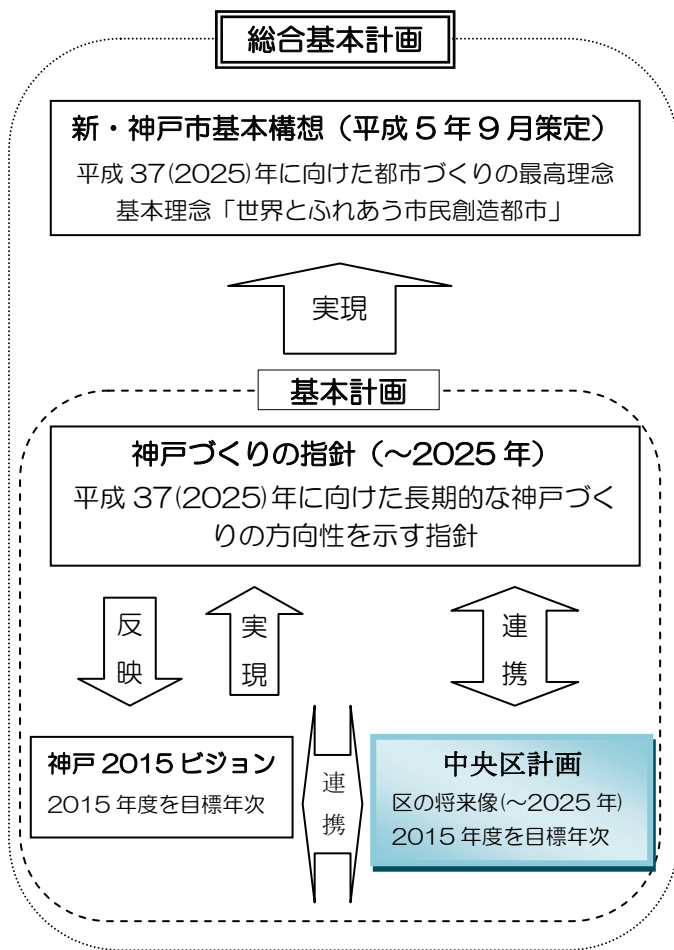 総合基本計画
新・神戸市基本構想（平成５年９月策定）
平成 37(2025)年に向けた都市づくりの最高理念
基本理念「世界とふれあう市民創造都市」
実現
基本計画
神戸づくりの指針（～2025 年）
平成 37(2025)年に向けた長期的な神戸づく
りの方向性を示す指針
反映
実現
連携
神戸 2015 ビジョン
2015 年度を目標年次
連携
中央区計画
区の将来像(～2025 年)
2015 年度を目標年次